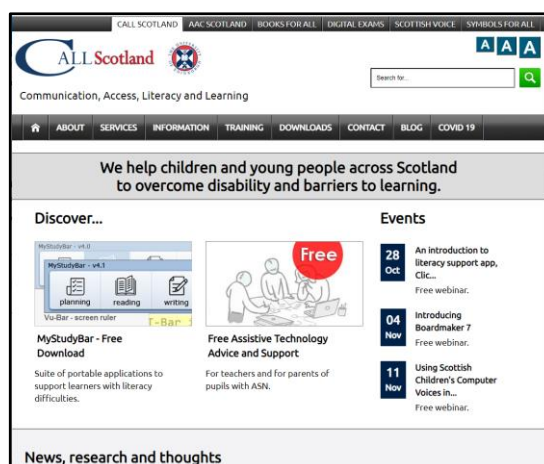 CALL SCOTLAND AAC SCOTLAND BOOKS FOR ALL DIGITAL EXAMS SCOTTISH VOICE SYMBOLS FOR ALL
CALL Scotland
A A A
Search for...
Communication, Access, Literacy and Learning
ABOUT SERVICES INFORMATION TRAINING DOWNLOADS CONTACT BLOG COVID 19
We help children and young people across Scotland
to overcome disability and barriers to learning.
Discover...
MyStudyBar - v4.0
MyStudyBar - v4.1
planning reading writing
Vu-Bar - screen ruler
T-Bar
MyStudyBar - Free
Download
Suite of portable applications to
support learners with literacy
difficulties.
Free
Free Assistive Technology
Advice and Support
For teachers and for parents of
pupils with ASN.
Events
28
Oct
An introduction to
literacy support app,
Clic...
Free webinar.
04
Nov
Introducing
Boardmaker 7
Free webinar.
11
Nov
Using Scottish
Children's Computer
Voices in...
Free webinar.
News, research and thoughts